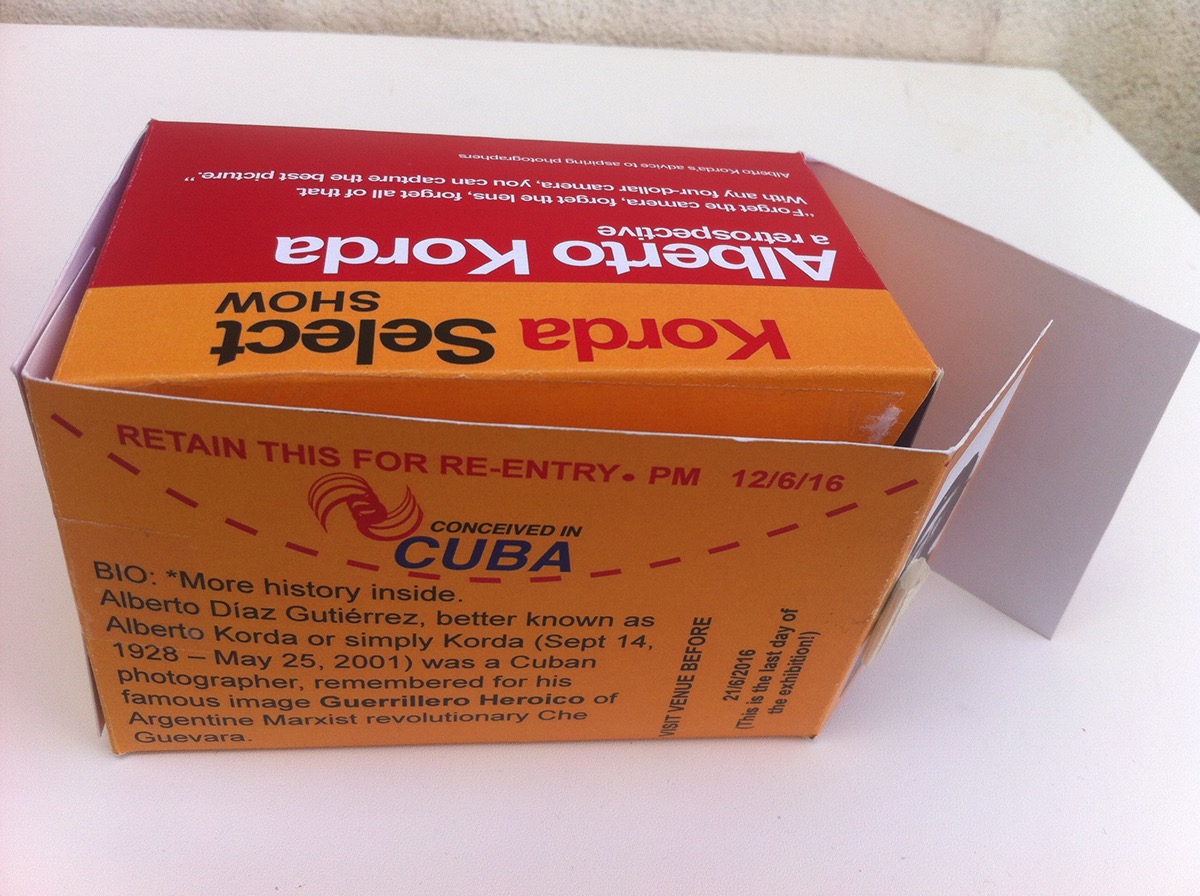 Korda Select
SHOW
Alberto Korda
a retrospective
“Forget the camera, forget the lens, forget all of that.
With any four-dollar camera, you can capture the best picture.”
Alberto Korda's advice to aspiring photographers
RETAIN THIS FOR RE-ENTRY. PM 12/6/16
CONCEIVED IN
CUBA
BIO: *More history inside.
Alberto Díaz Gutiérrez, better known as
Alberto Korda or simply Korda (Sept 14,
1928 – May 25, 2001) was a Cuban
photographer, remembered for his
famous image Guerrillero Heroico of
Argentine Marxist revolutionary Che
Guevara.
VISIT VENUE BEFORE
21/6/2016
(This is the last day of
the exhibition!)